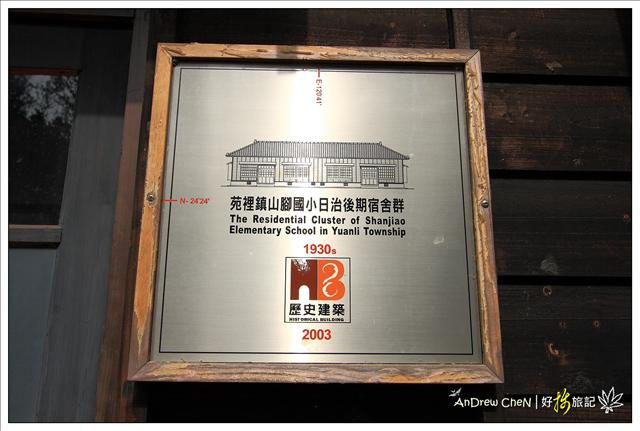 E-120°41'
N-24°24'
苑裡鎮山腳國小日治後期宿舍群
The Residential Cluster of Shanjiao
Elementary School in Yuanli Township
1930s
歷史建築
HISTORICAL BUILDING
2003
AnDrew CheN | 好攝旅記